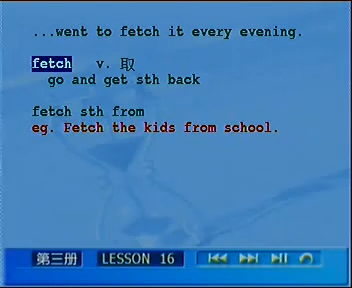 ...went to fetch it every evening.
fetch v. 取
go and get sth back
fetch sth from
eg. Fetch the kids from school.
第三册 LESSON 16